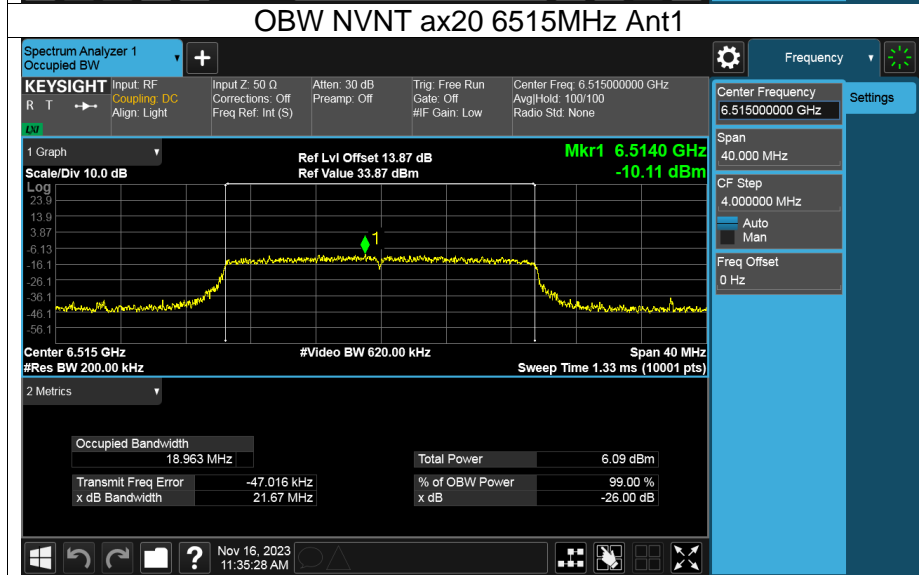 OBW NVNT ax20 6515MHz Ant1
Spectrum Analyzer 1
Occupied BW
+
Frequency
KEYSIGHT
R T
LXI
Input: RF
Coupling: DC
Align: Light
Input Z: 50 Ω
Corrections: Off
Freq Ref: Int (S)
Atten: 30 dB
Preamp: Off
Trig: Free Run
Gate: Off
#IF Gain: Low
Center Freq: 6.515000000 GHz
Avg|Hold: 100/100
Radio Std: None
Center Frequency
6.515000000 GHz
Settings
Span
40.000 MHz
CF Step
4.000000 MHz
Auto
Man
Freq Offset
0 Hz
1 Graph
Scale/Div 10.0 dB
Ref Lvl Offset 13.87 dB
Ref Value 33.87 dBm
Mkr1 6.5140 GHz
-10.11 dBm
Log
23.9
13.9
3.87
-6.13
-16.1
-26.1
-36.1
-46.1
-56.1
1
Center 6.515 GHz
#Res BW 200.00 kHz
#Video BW 620.00 kHz
Span 40 MHz
Sweep Time 1.33 ms (10001 pts)
2 Metrics
Occupied Bandwidth
18.963 MHz
Transmit Freq Error -47.016 kHz
x dB Bandwidth 21.67 MHz
Total Power 6.09 dBm
% of OBW Power 99.00 %
x dB -26.00 dB
?
Nov 16, 2023
11:35:28 AM